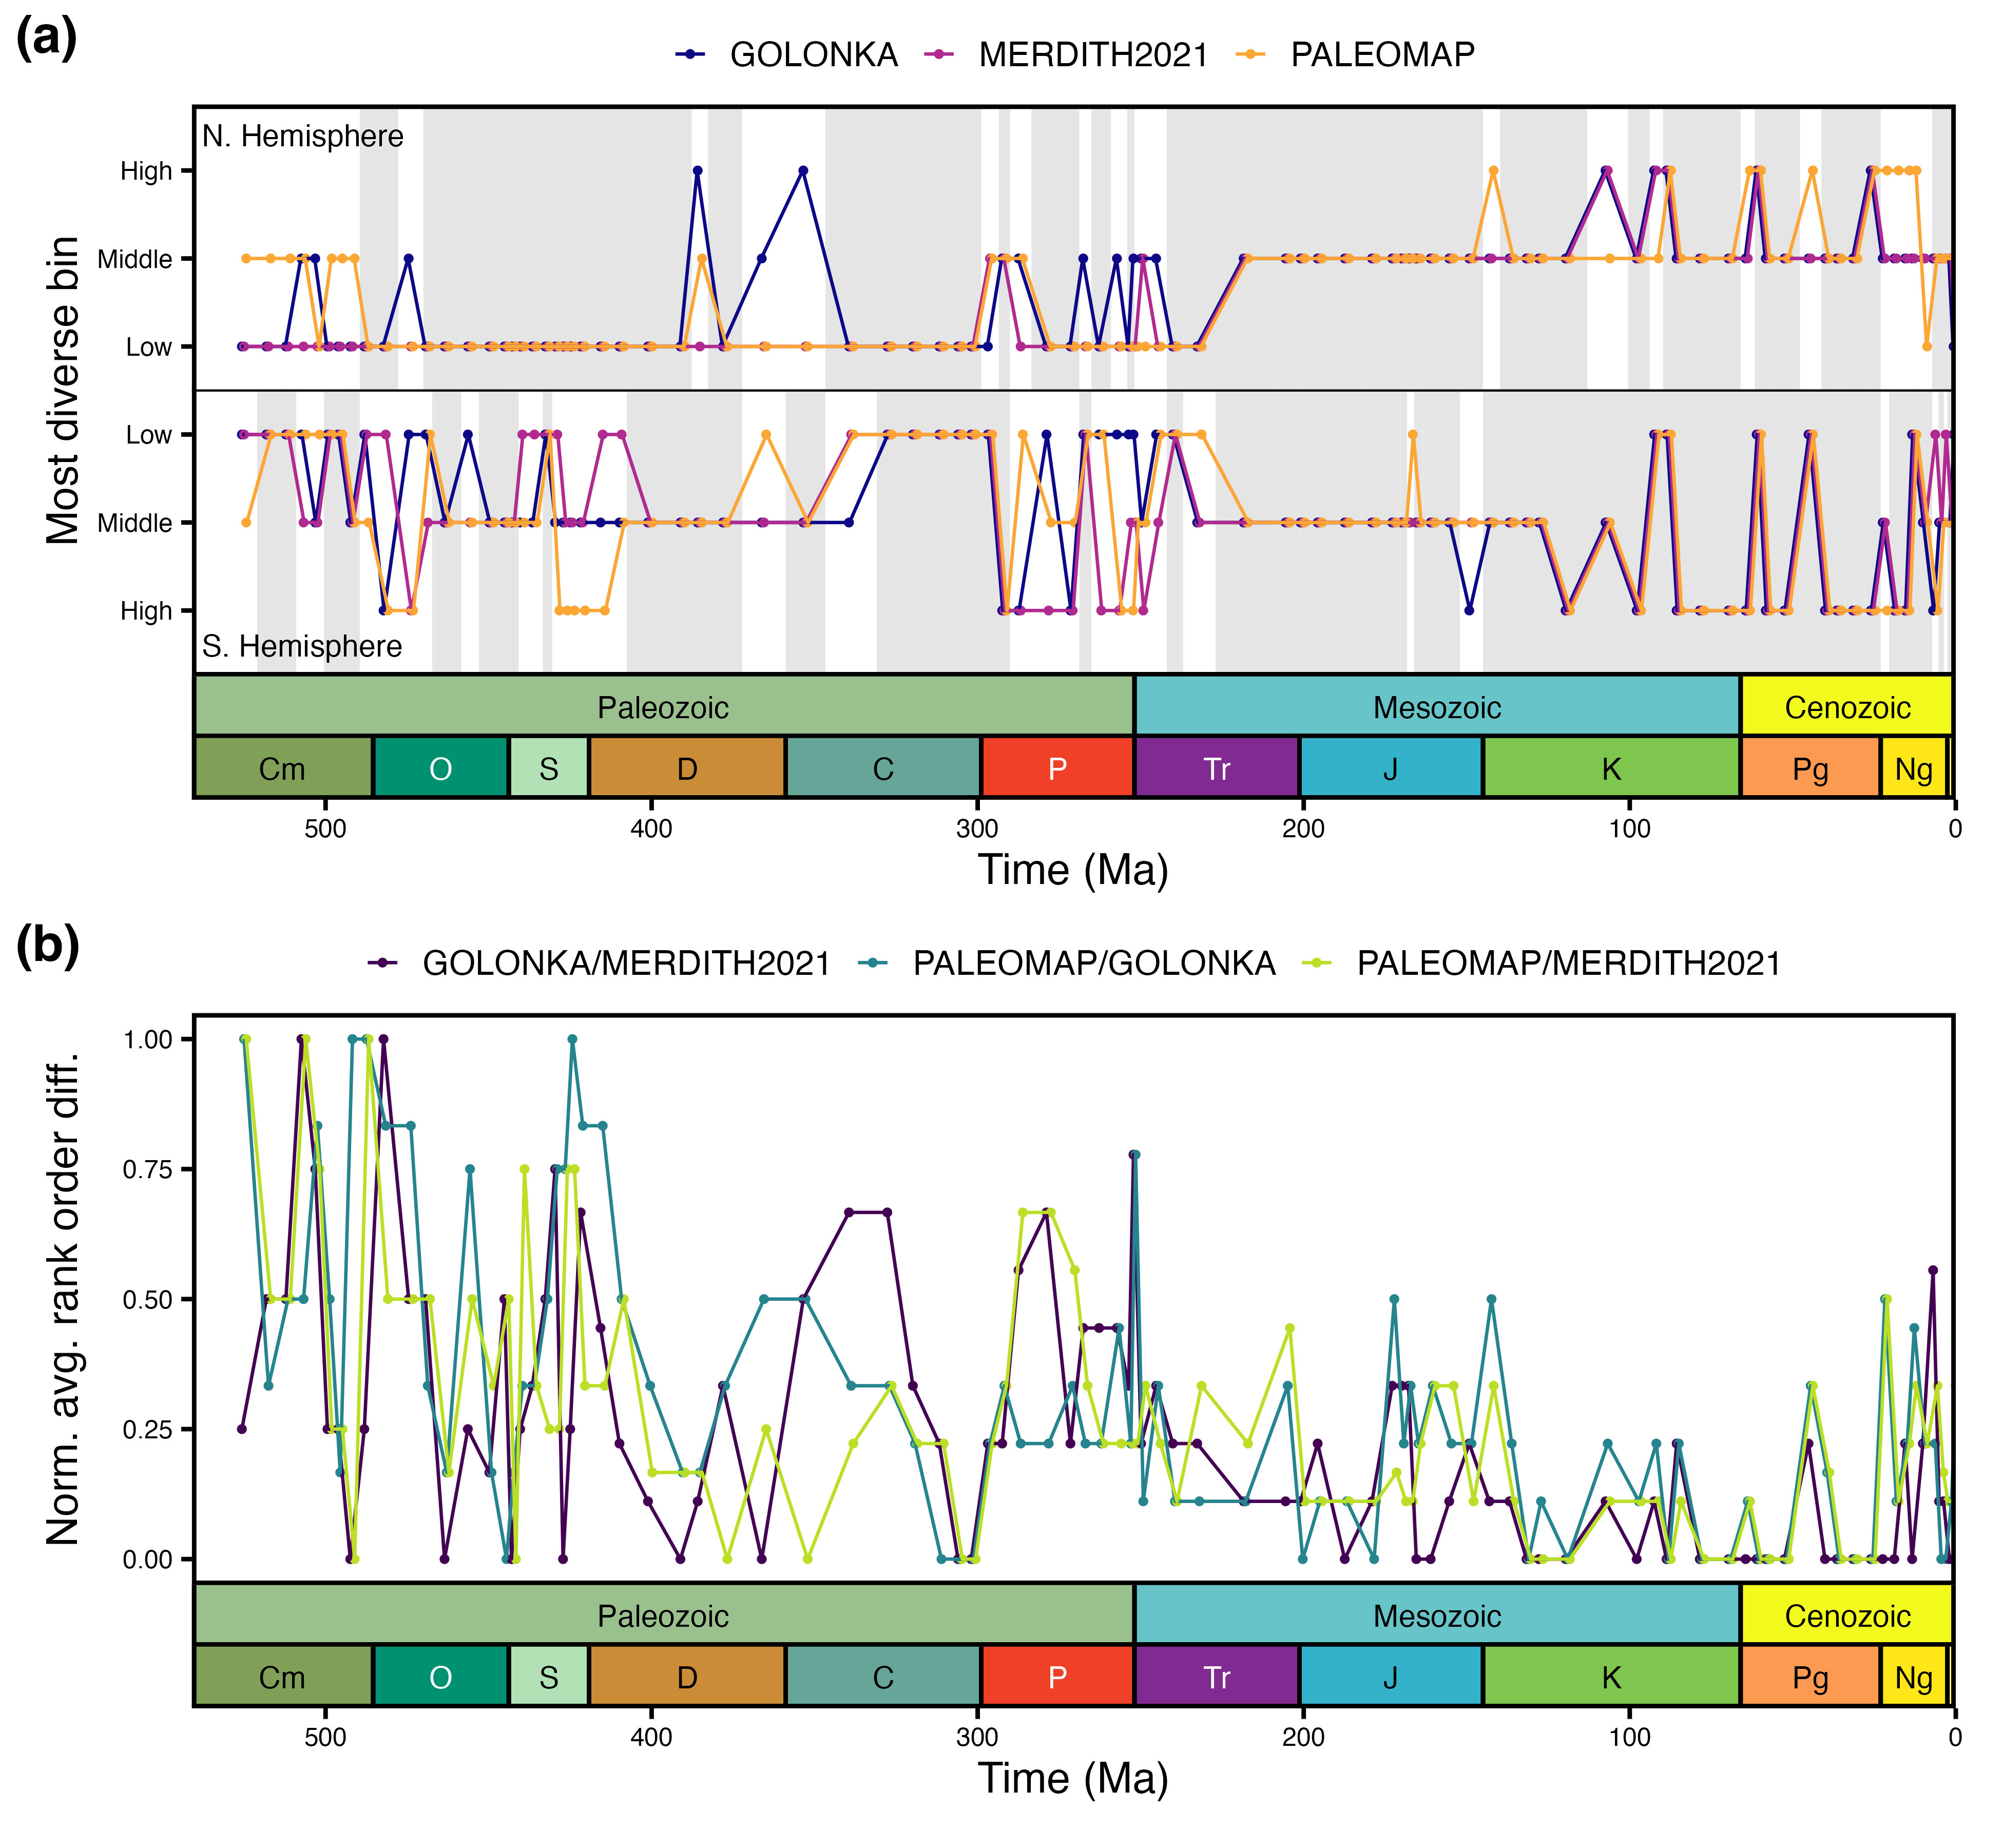 (a)
GOLONKA MERDITH2021 PALEOMAP
N. Hemisphere
High
Middle
Low
Most diverse bin
Low
Middle
High
S. Hemisphere
Paleozoic Mesozoic Cenozoic
Cm O S D C P Tr J K Pg Ng
500 400 300 200 100 0
Time (Ma)
(b)
GOLONKA/MERDITH2021 PALEOMAP/GOLONKA PALEOMAP/MERDITH2021
1.00
0.75
0.50
0.25
0.00
Norm. avg. rank order diff.
Paleozoic Mesozoic Cenozoic
Cm O S D C P Tr J K Pg Ng
500 400 300 200 100 0
Time (Ma)